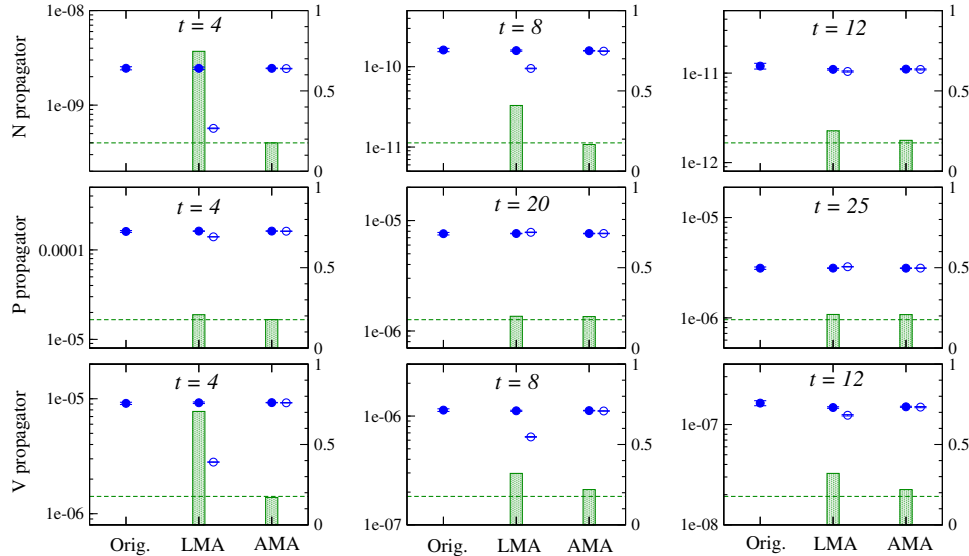 1e-08
1e-09
N propagator
t = 4
1
0.5
0
1e-10
1e-11
t = 8
1
0.5
0
1e-11
1e-12
t = 12
1
0.5
0
0.0001
1e-05
P propagator
t = 4
1
0.5
0
1e-05
1e-06
t = 20
1
0.5
0
1e-05
1e-06
t = 25
1
0.5
0
1e-05
1e-06
V propagator
t = 4
1
0.5
0
1e-06
1e-07
t = 8
1
0.5
0
1e-07
1e-08
t = 12
1
0.5
0
Orig. LMA AMA
Orig. LMA AMA
Orig. LMA AMA